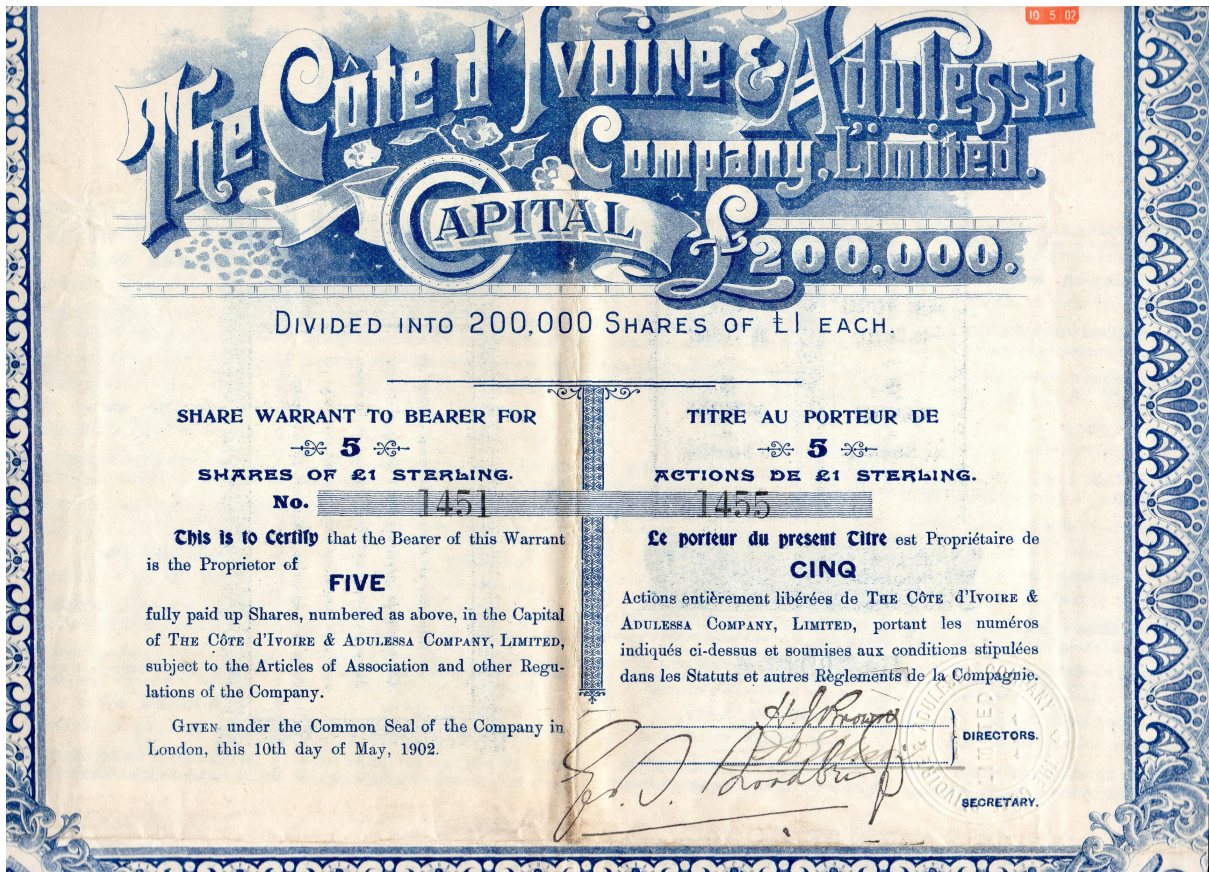 10 5 02
The Côte d'Ivoire & Adulessa
Company, Limited.
CAPITAL £200,000.
DIVIDED INTO 200,000 SHARES OF £1 EACH.
SHARE WARRANT TO BEARER FOR
5
SHARES OF £1 STERLING.
TITRE AU PORTEUR DE
5
ACTIONS DE £1 STERLING.
No. 1451 1455
This is to Certify that the Bearer of this Warrant
is the Proprietor of
FIVE
fully paid up Shares, numbered as above, in the Capital
of THE CÔTE D'IVOIRE & ADULESSA COMPANY, LIMITED,
subject to the Articles of Association and other Regu-
lations of the Company.
GIVEN under the Common Seal of the Company in
London, this 10th day of May, 1902.
Le porteur du present Titre est Propriétaire de
CINQ
Actions entièrement libérées de THE CÔTE D'IVOIRE &
ADULESSA COMPANY, LIMITED, portant les numéros
indiqués ci-dessus et soumises aux conditions stipulées
dans les Statuts et autres Règlements de la Compagnie.
H J Brown
DIRECTORS.
SECRETARY.